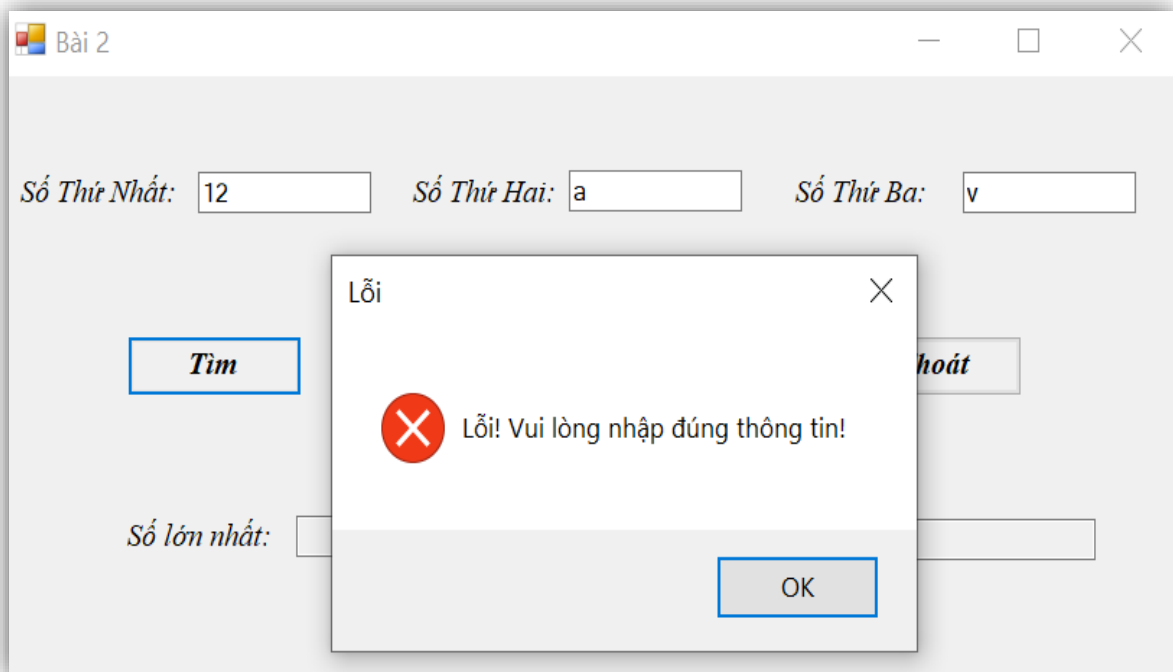 Bài 2
Số Thứ Nhất: 12 Số Thứ Hai: a Số Thứ Ba: v
Lỗi
Tìm
Lỗi! Vui lòng nhập đúng thông tin!
Số lớn nhất:
OK